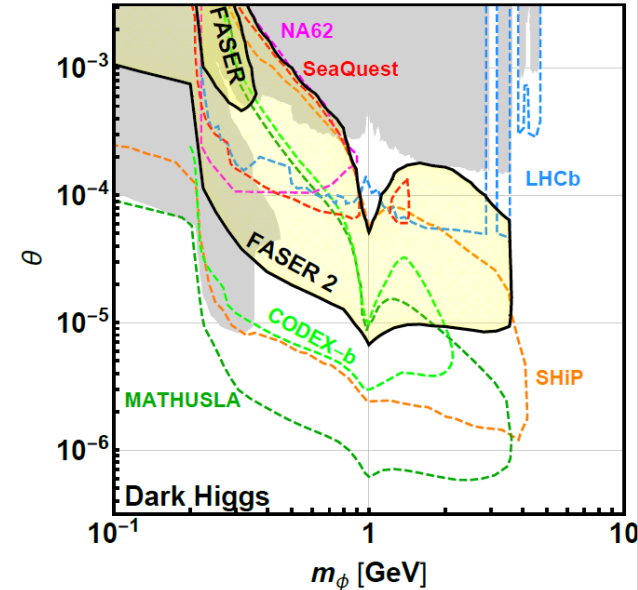 FASER
NA62
SeaQuest
LHCb
FASER 2
CODEX-b
SHiP
MATHUSLA
Dark Higgs
θ
10⁻³
10⁻⁴
10⁻⁵
10⁻⁶
10⁻¹
1
10
mϕ [GeV]